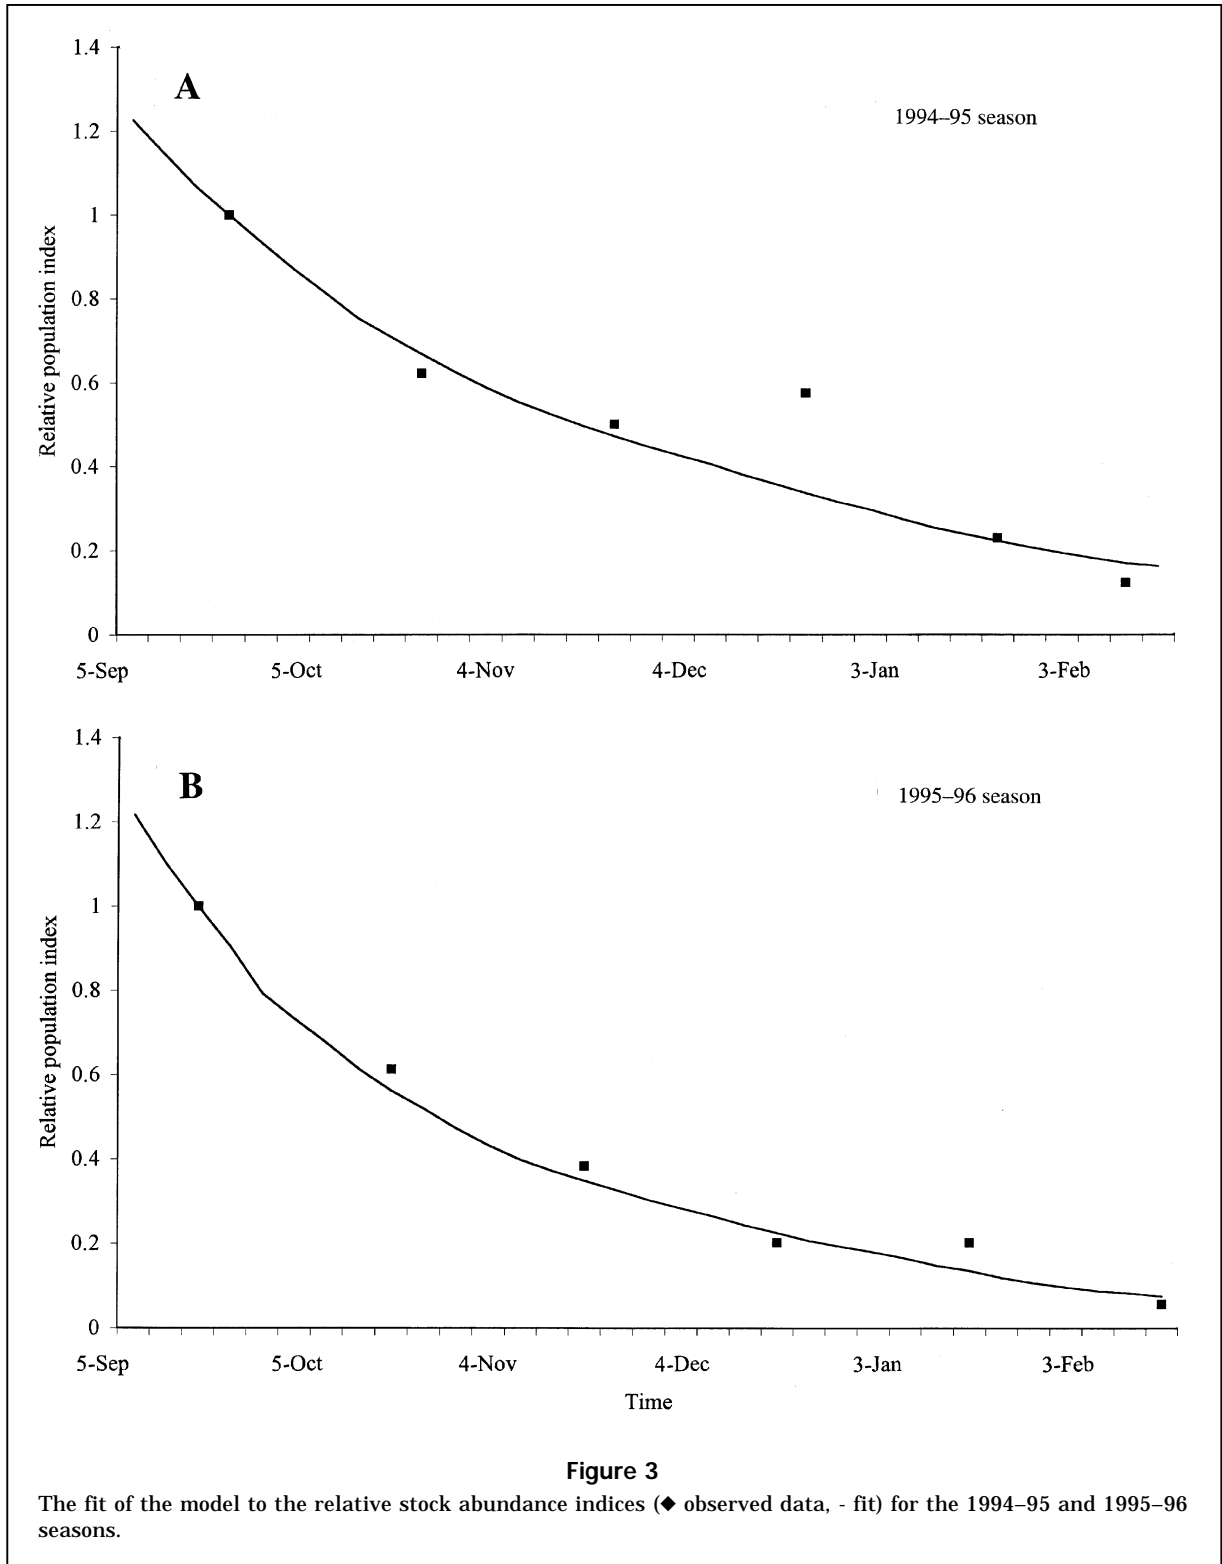 1.4
A
1994–95 season
1.2
1
0.8
0.6
0.4
0.2
0
Relative population index
5-Sep 5-Oct 4-Nov 4-Dec 3-Jan 3-Feb
1.4
B
1995–96 season
1.2
1
0.8
0.6
0.4
0.2
0
Relative population index
5-Sep 5-Oct 4-Nov 4-Dec 3-Jan 3-Feb
Time
Figure 3
The fit of the model to the relative stock abundance indices (◆ observed data, - fit) for the 1994–95 and 1995–96
seasons.